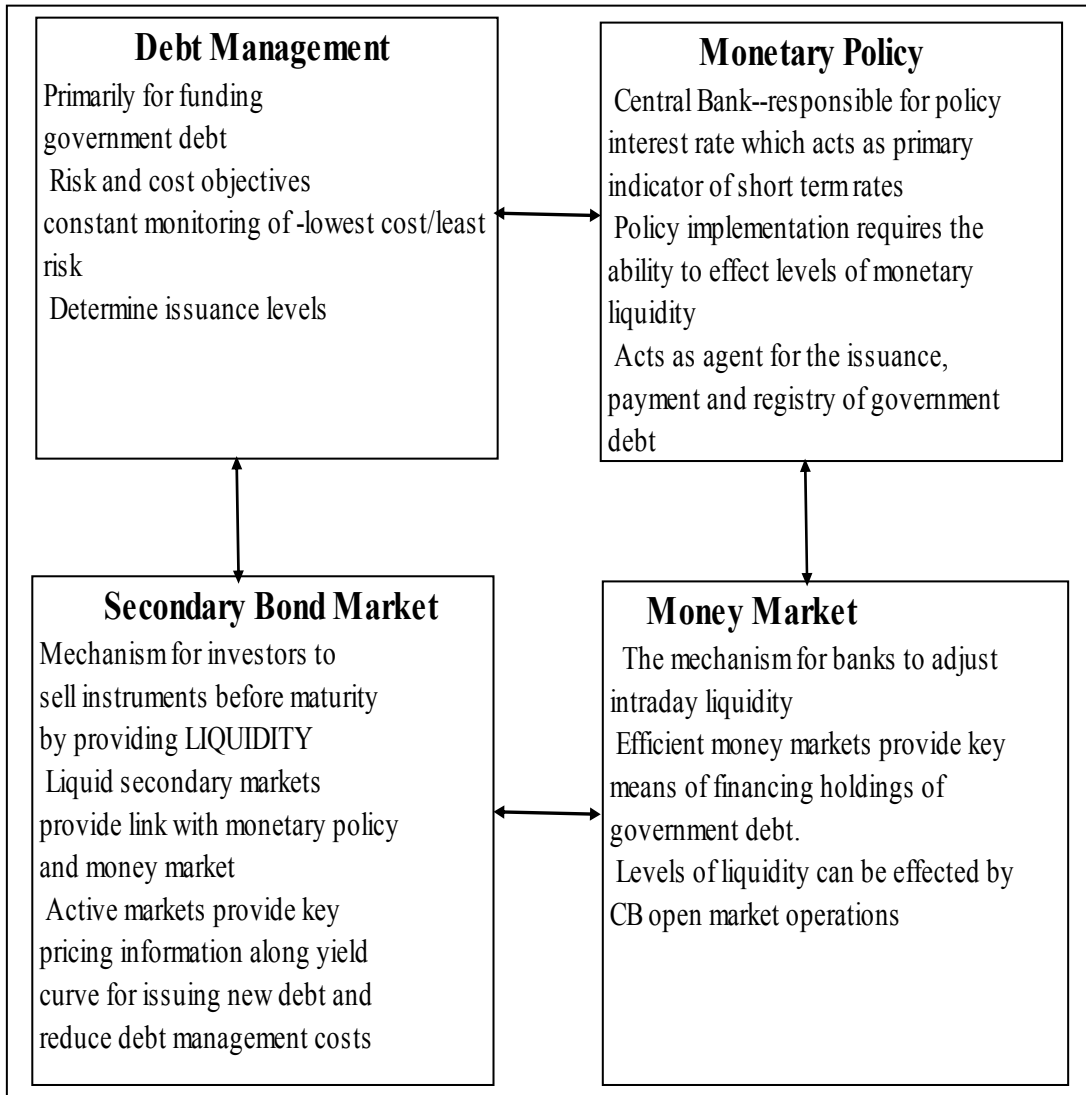 Debt Management
Primarily for funding
government debt
Risk and cost objectives
constant monitoring of -lowest cost/least
risk
Determine issuance levels
Monetary Policy
Central Bank--responsible for policy
interest rate which acts as primary
indicator of short term rates
Policy implementation requires the
ability to effect levels of monetary
liquidity
Acts as agent for the issuance,
payment and registry of government
debt
Secondary Bond Market
Mechanism for investors to
sell instruments before maturity
by providing LIQUIDITY
Liquid secondary markets
provide link with monetary policy
and money market
Active markets provide key
pricing information along yield
curve for issuing new debt and
reduce debt management costs
Money Market
The mechanism for banks to adjust
intraday liquidity
Efficient money markets provide key
means of financing holdings of
government debt.
Levels of liquidity can be effected by
CB open market operations